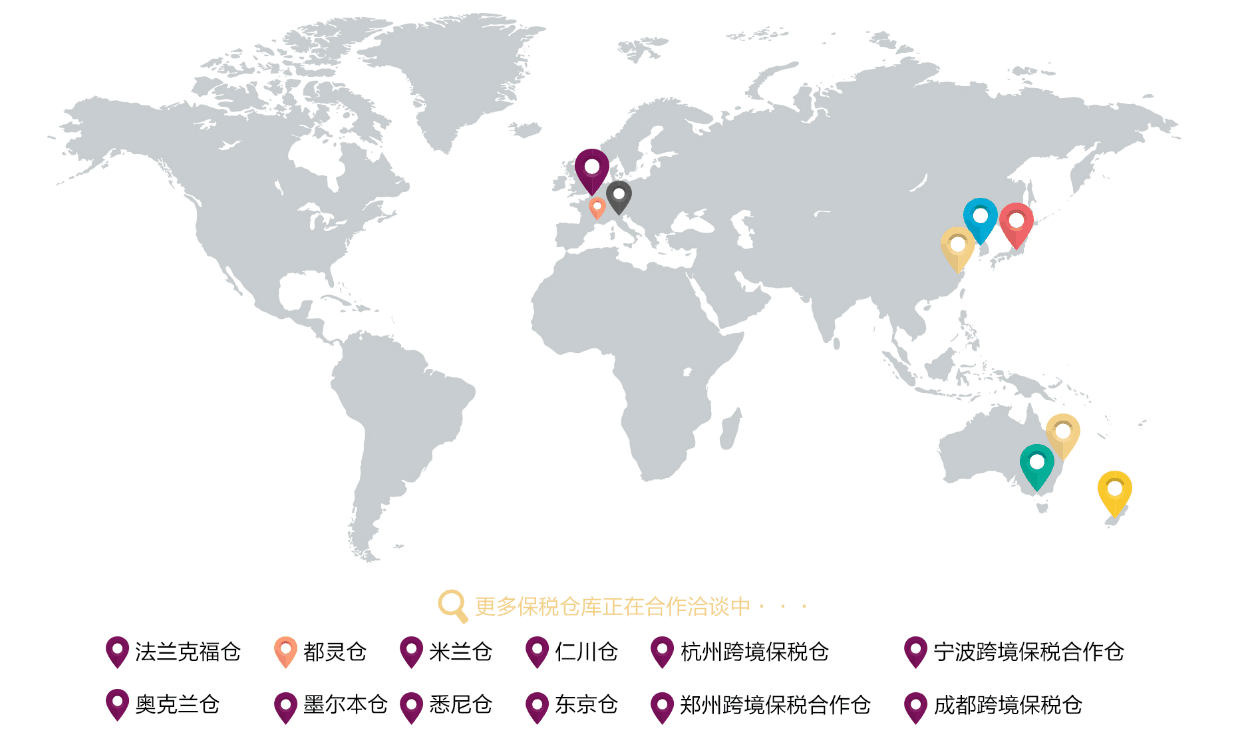 更多保税仓库正在合作洽谈中···
法兰克福仓 都灵仓 米兰仓 仁川仓 杭州跨境保税仓 宁波跨境保税合作仓
奥克兰仓 墨尔本仓 悉尼仓 东京仓 郑州跨境保税合作仓 成都跨境保税仓